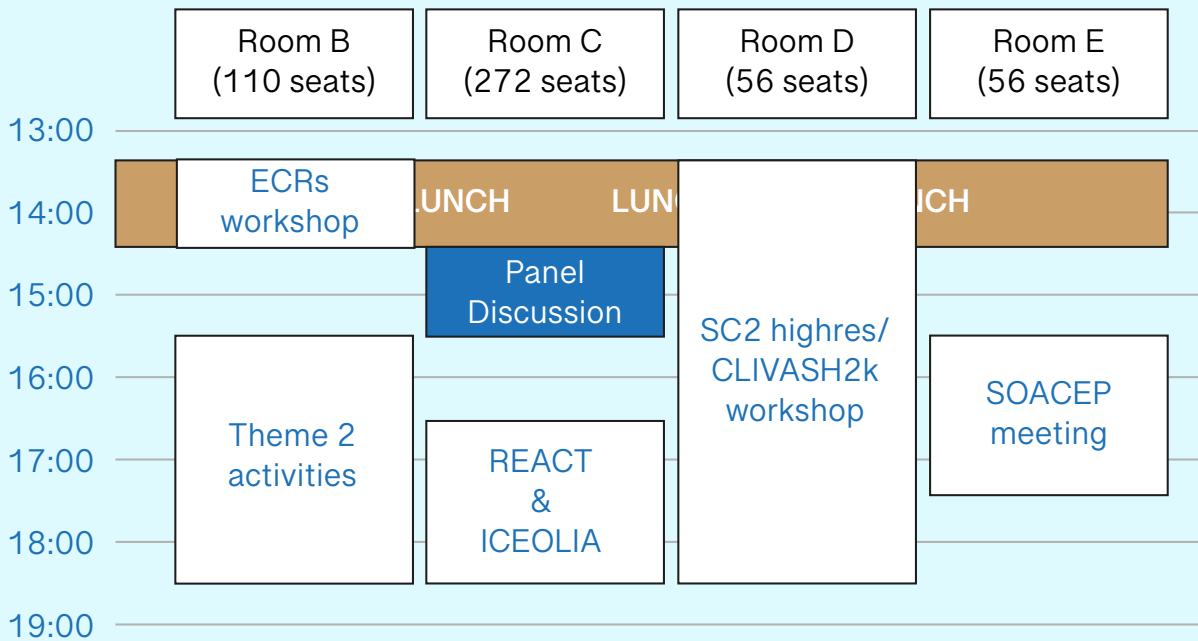 Room B
(110 seats)
Room C
(272 seats)
Room D
(56 seats)
Room E
(56 seats)
13:00
14:00
15:00
16:00
17:00
18:00
19:00
ECRs
workshop
LUNCH
LUN
NCH
Panel
Discussion
SC2 highres/
CLIVASH2k
workshop
Theme 2
activities
REACT
&
ICEOLIA
SOACEP
meeting